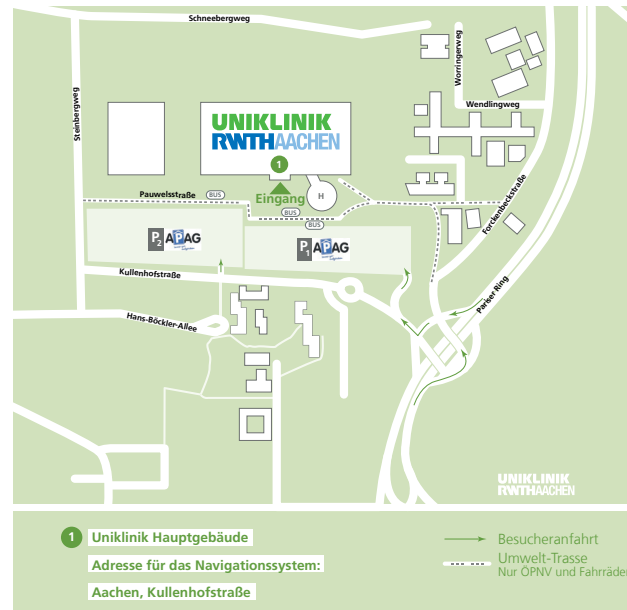 Schneebergweg
Steinbergweg
Worringerweg
Wendlingweg
UNIKLINIK
RWTHAACHEN
1
Eingang
H
Pauwelsstraße
BUS
BUS
BUS
Forckenbeckstraße
P2 APAG
P1 APAG
Kullenhofstraße
Pariser Ring
Hans-Böckler-Allee
UNIKLINIK
RWTHAACHEN
1 Uniklinik Hauptgebäude
Adresse für das Navigationssystem:
Aachen, Kullenhofstraße
Besucheranfahrt
Umwelt-Trasse
Nur ÖPNV und Fahrräder